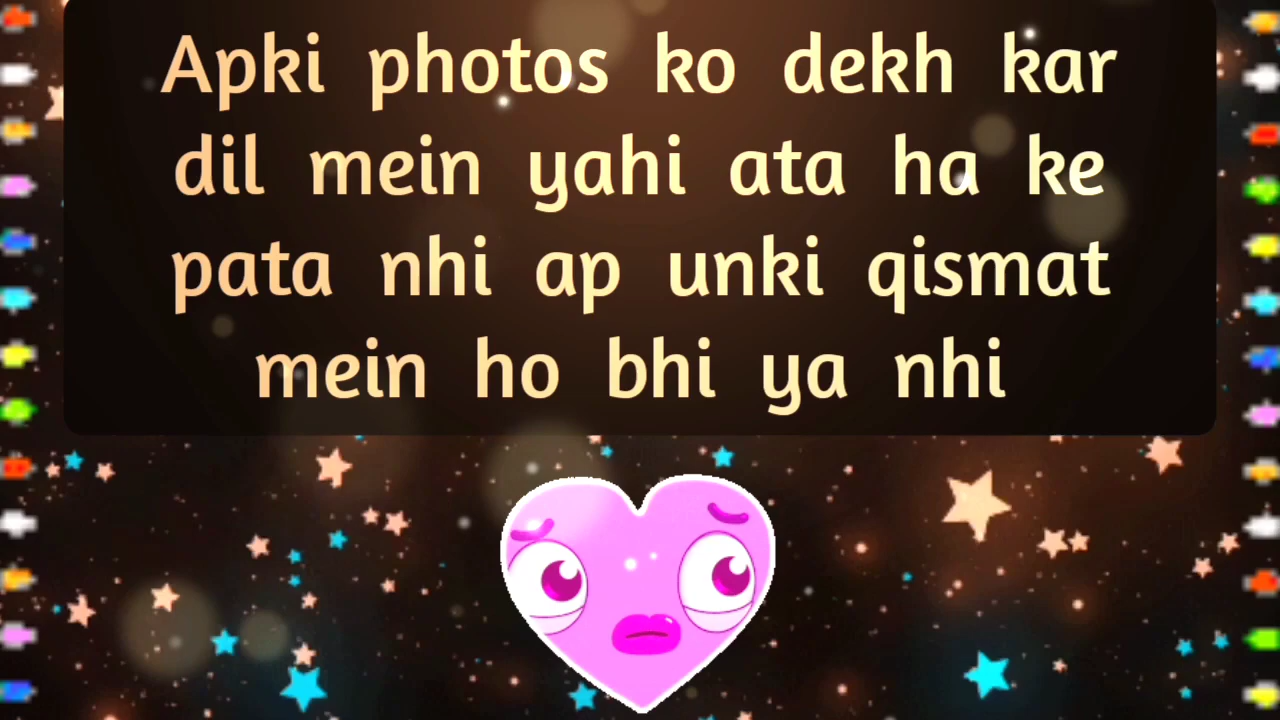 Apki photos ko dekh kar
dil mein yahi ata ha ke
pata nhi ap unki qismat
mein ho bhi ya nhi